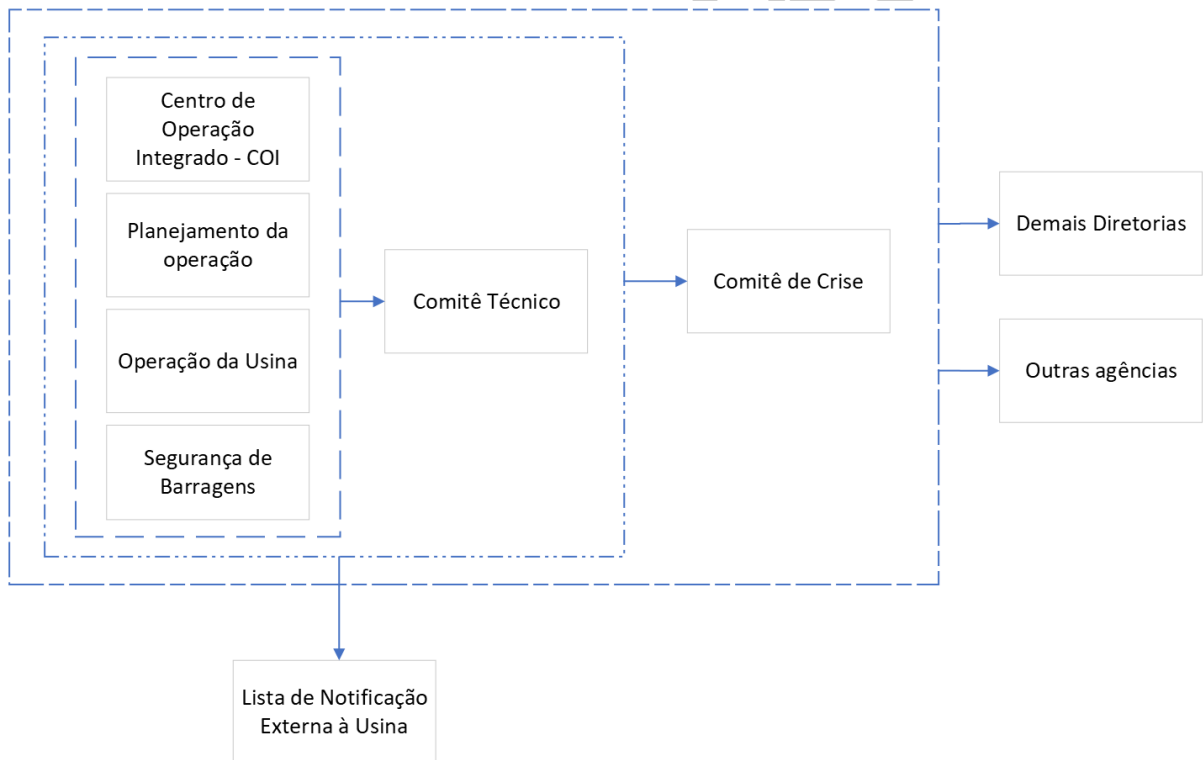 Centro de
Operação
Integrado - COI
Planejamento da
operação
Operação da Usina
Segurança de
Barragens
Comitê Técnico
Comitê de Crise
Demais Diretorias
Outras agências
Lista de Notificação
Externa à Usina